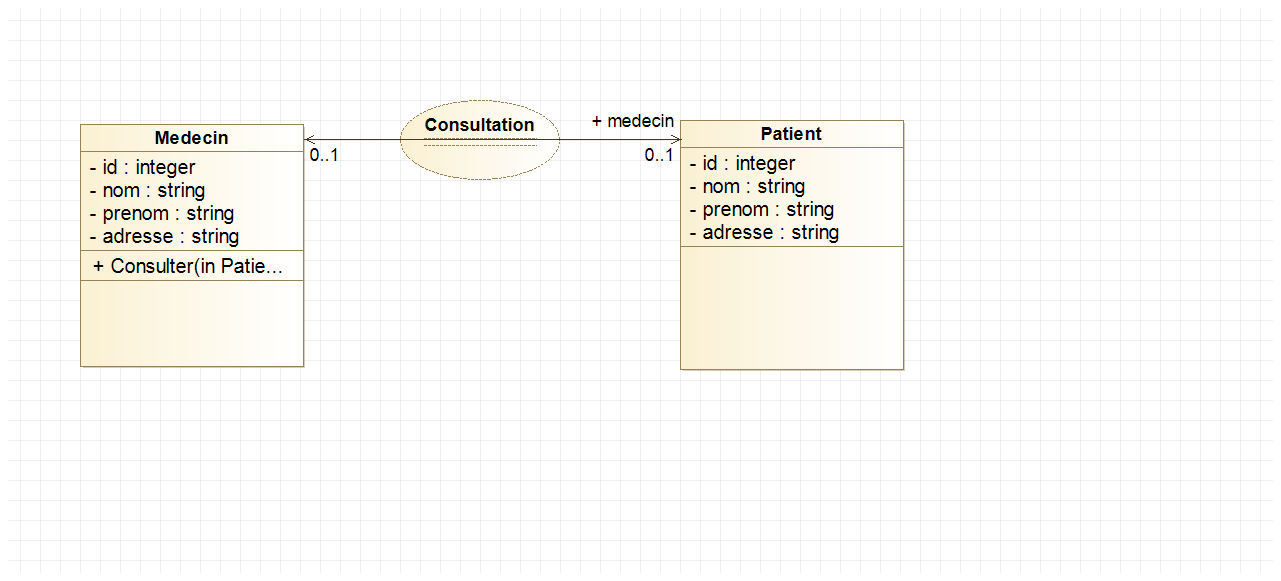 Medecin
- id : integer
- nom : string
- prenom : string
- adresse : string
+ Consulter(in Patie...
0..1
Consultation
+ medecin
0..1
Patient
- id : integer
- nom : string
- prenom : string
- adresse : string